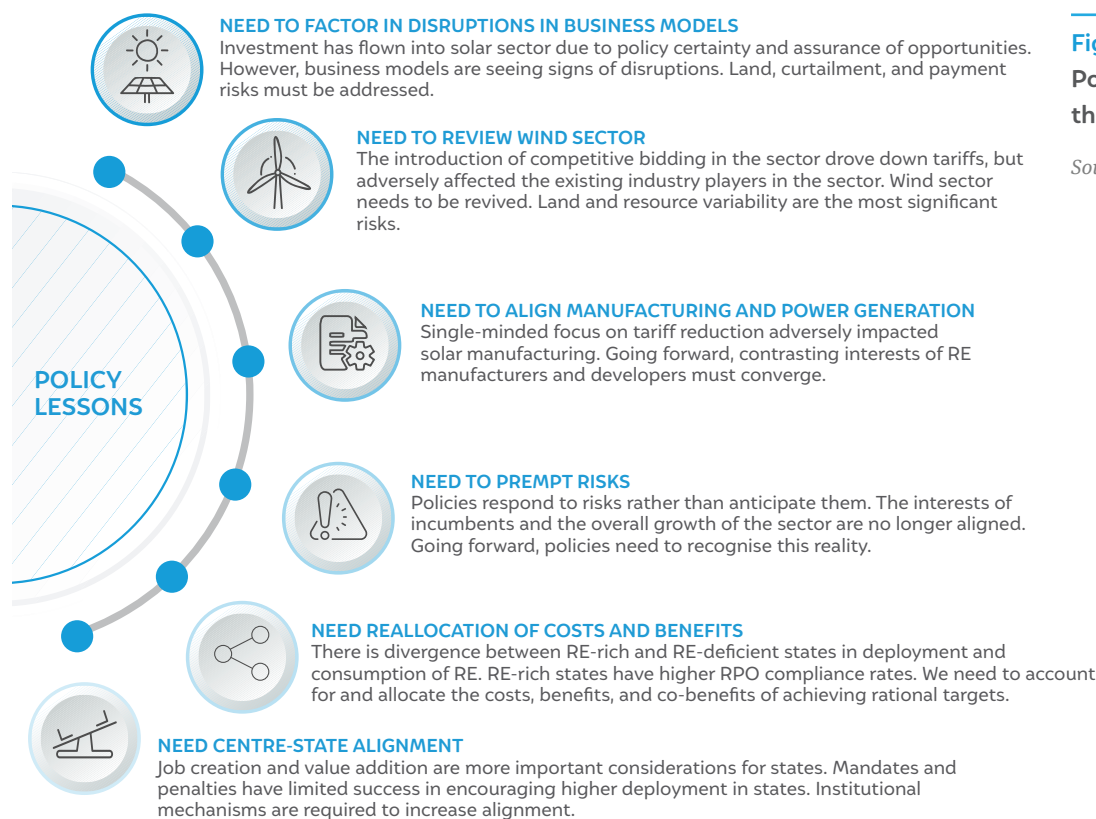 NEED TO FACTOR IN DISRUPTIONS IN BUSINESS MODELS
Investment has flown into solar sector due to policy certainty and assurance of opportunities.
However, business models are seeing signs of disruptions. Land, curtailment, and payment
risks must be addressed.
NEED TO REVIEW WIND SECTOR
The introduction of competitive bidding in the sector drove down tariffs, but
adversely affected the existing industry players in the sector. Wind sector
needs to be revived. Land and resource variability are the most significant
risks.
NEED TO ALIGN MANUFACTURING AND POWER GENERATION
Single-minded focus on tariff reduction adversely impacted
solar manufacturing. Going forward, contrasting interests of RE
manufacturers and developers must converge.
POLICY
LESSONS
NEED TO PREMPT RISKS
Policies respond to risks rather than anticipate them. The interests of
incumbents and the overall growth of the sector are no longer aligned.
Going forward, policies need to recognise this reality.
NEED REALLOCATION OF COSTS AND BENEFITS
There is divergence between RE-rich and RE-deficient states in deployment and
consumption of RE. RE-rich states have higher RPO compliance rates. We need to account
for and allocate the costs, benefits, and co-benefits of achieving rational targets.
NEED CENTRE-STATE ALIGNMENT
Job creation and value addition are more important considerations for states. Mandates and
penalties have limited success in encouraging higher deployment in states. Institutional
mechanisms are required to increase alignment.